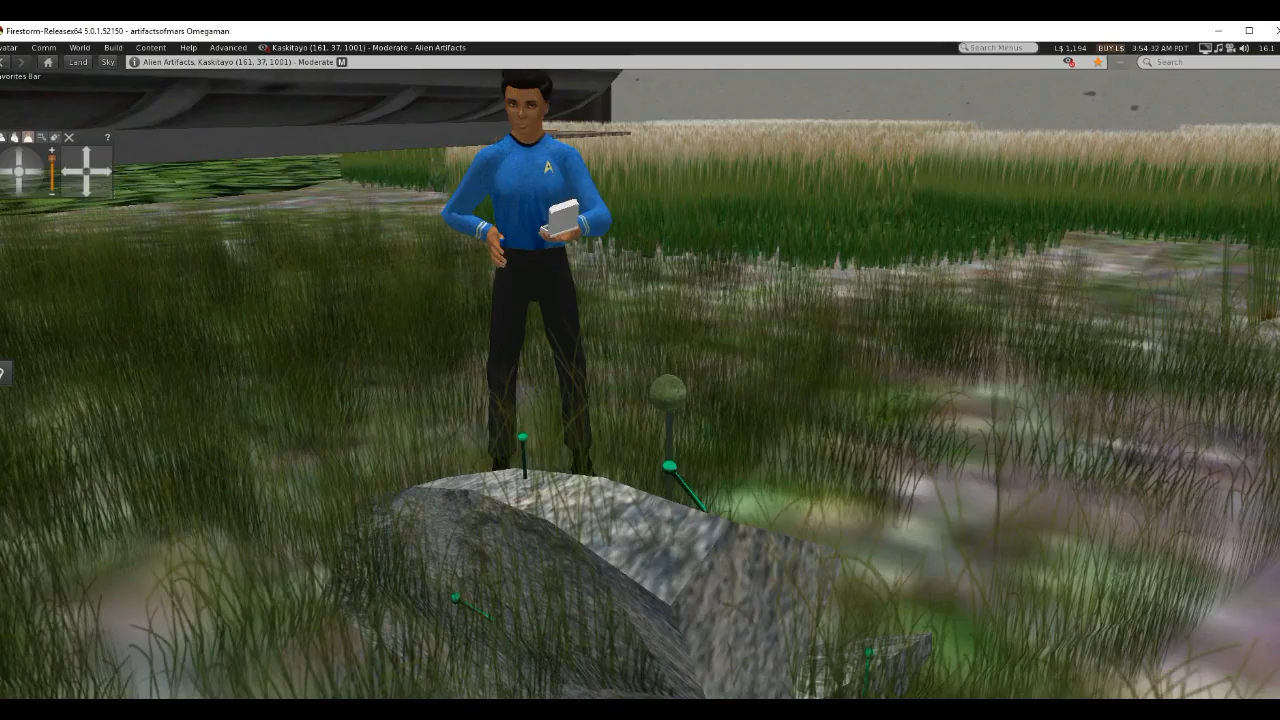 Firestorm-Releasex64 5.0.1.52150 - artifactsofmars Omegaman
vatar Comm World Build Content Help Advanced Kaskitayo (161, 37, 1001) - Moderate - Alien Artifacts Search Menus L$ 1,194 BUY L$ 3:54:32 AM PDT 16.1
Land Sky Alien Artifacts, Kaskitayo (161, 37, 1001) - Moderate M Search
avorites Bar
?